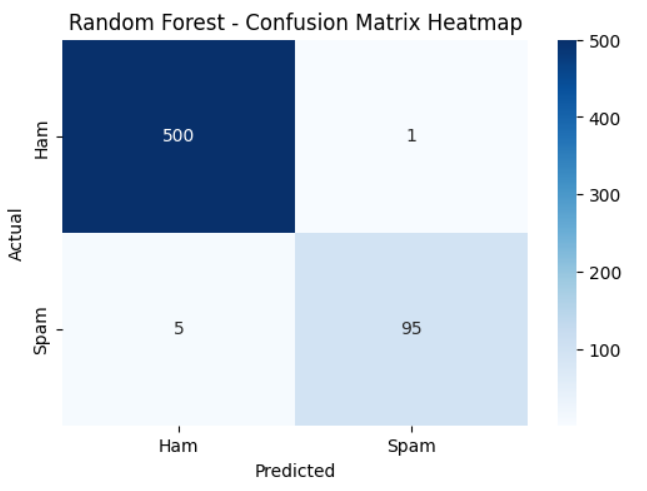 Random Forest - Confusion Matrix Heatmap
Actual
Ham
500
1
Spam
5
95
Ham
Spam
Predicted
500
400
300
200
100